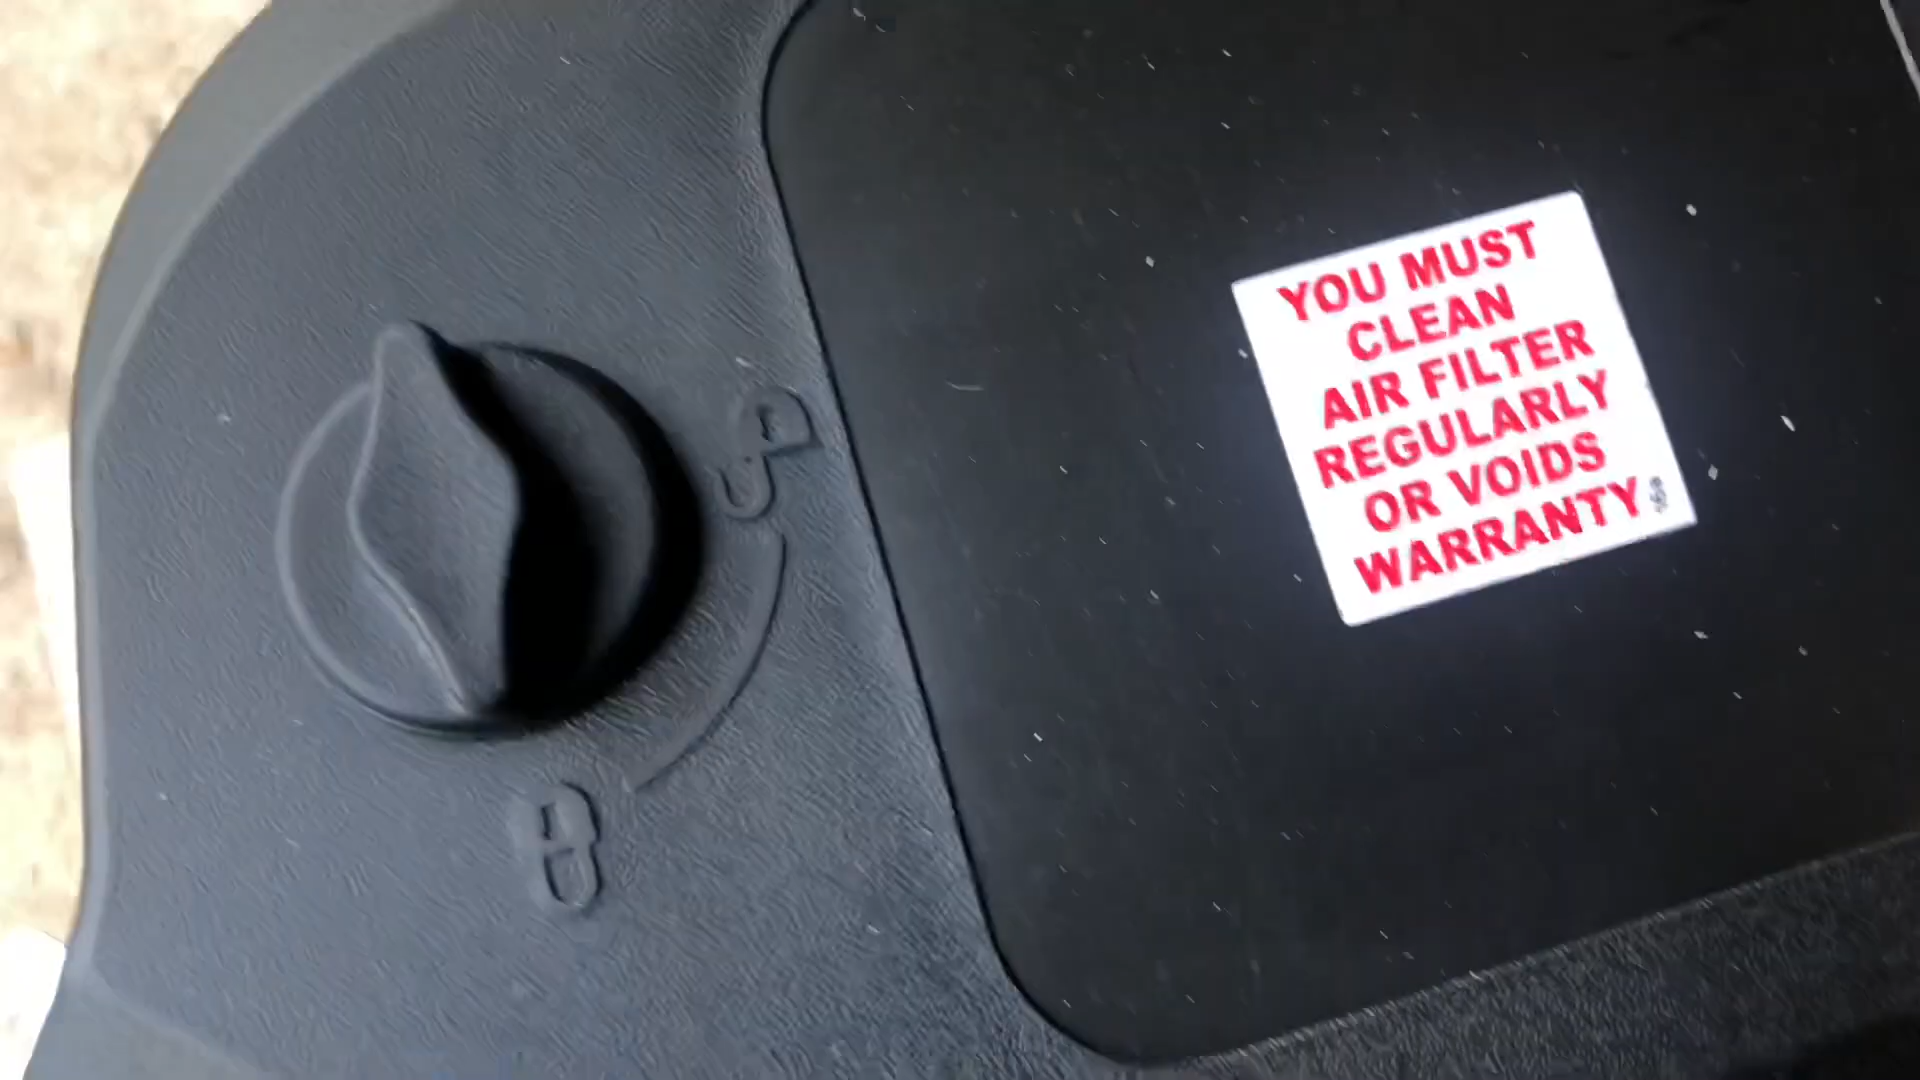 YOU MUST
CLEAN
AIR FILTER
REGULARLY
OR VOIDS
WARRANTY